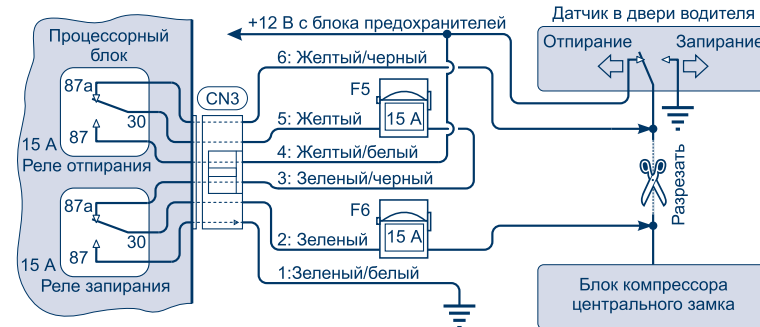 +12 В с блока предохранителей
Датчик в двери водителя
Отпирание
Запирание
Процессорный
блок
87а
30
87
15 А
Реле отпирания
87а
30
87
15 А
Реле запирания
CN3
6: Желтый/черный
F5
15 А
5: Желтый
4: Желтый/белый
3: Зеленый/черный
F6
15 А
2: Зеленый
1:Зеленый/белый
Разрезать
Блок компрессора
центрального замка